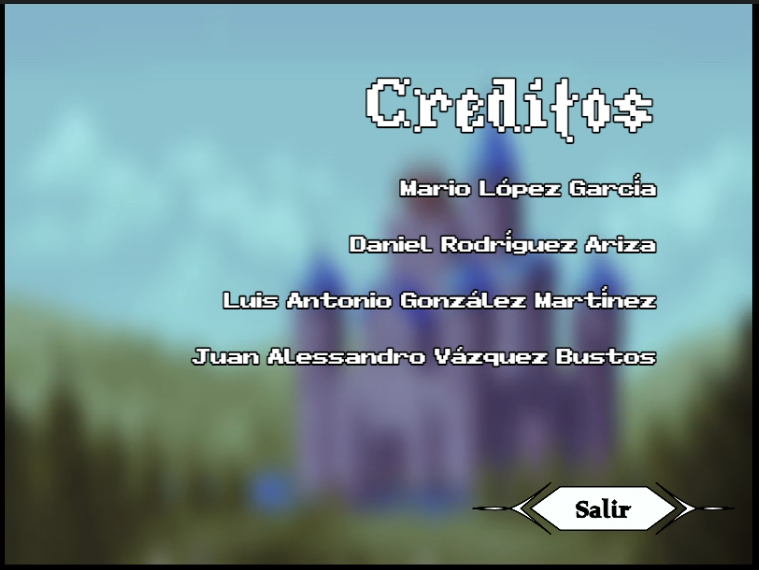 Creditos
Mario López García
Daniel Rodríguez Ariza
Luis Antonio González Martínez
Juan Alessandro Vázquez Bustos
Salir